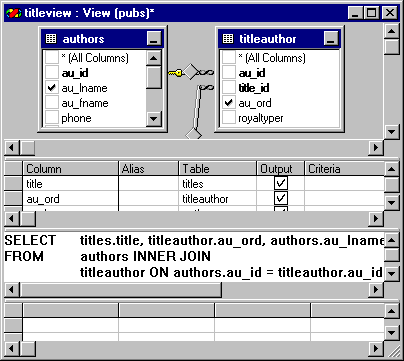 titleview : View (pubs)*
authors
* (All Columns)
au_id
au_lname
au_fname
phone
titleauthor
* (All Columns)
au_id
title_id
au_ord
royaltyper
Column Alias Table Output Criteria
title titles
au_ord titleauthor
SELECT titles.title, titleauthor.au_ord, authors.au_lname
FROM authors INNER JOIN
titleauthor ON authors.au_id = titleauthor.au_id